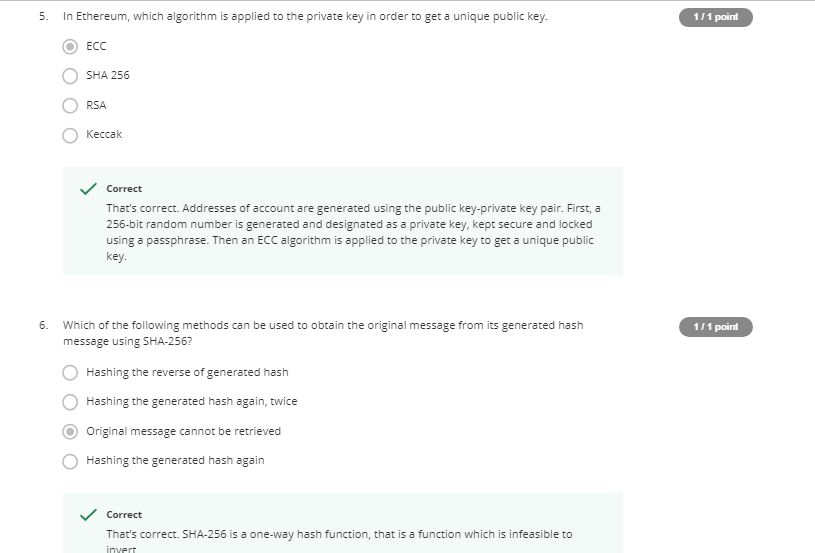 5. In Ethereum, which algorithm is applied to the private key in order to get a unique public key.
1 / 1 point
ECC
SHA 256
RSA
Keccak
Correct
That's correct. Addresses of account are generated using the public key-private key pair. First, a
256-bit random number is generated and designated as a private key, kept secure and locked
using a passphrase. Then an ECC algorithm is applied to the private key to get a unique public
key.
6. Which of the following methods can be used to obtain the original message from its generated hash
1 / 1 point
message using SHA-256?
Hashing the reverse of generated hash
Hashing the generated hash again, twice
Original message cannot be retrieved
Hashing the generated hash again
Correct
That's correct. SHA-256 is a one-way hash function, that is a function which is infeasible to
invert